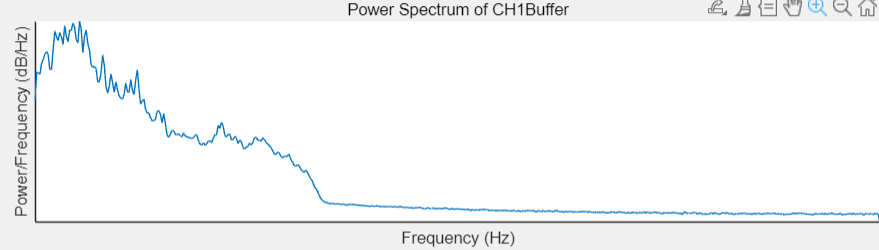 Power Spectrum of CH1Buffer
Power/Frequency (dB/Hz)
Frequency (Hz)